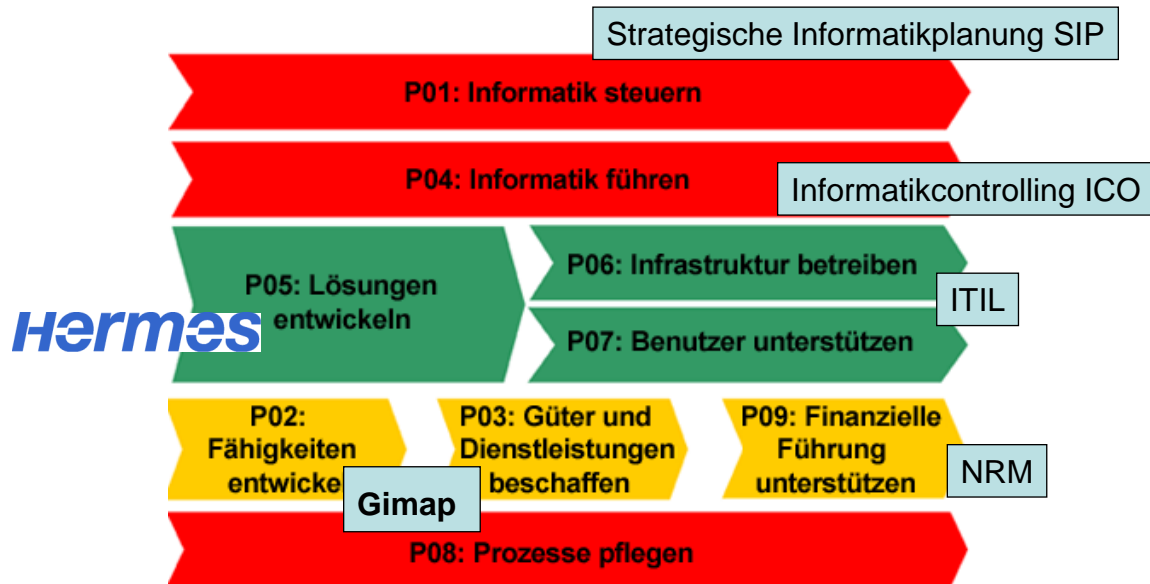 Strategische Informatikplanung SIP
P01: Informatik steuern
P04: Informatik führen
Informatikcontrolling ICO
P05: Lösungen
entwickeln
Hermes
P06: Infrastruktur betreiben
ITIL
P07: Benutzer unterstützen
P02:
Fähigkeiten
entwickel
Gimap
P03: Güter und
Dienstleistungen
beschaffen
P09: Finanzielle
Führung
unterstützen
NRM
P08: Prozesse pflegen